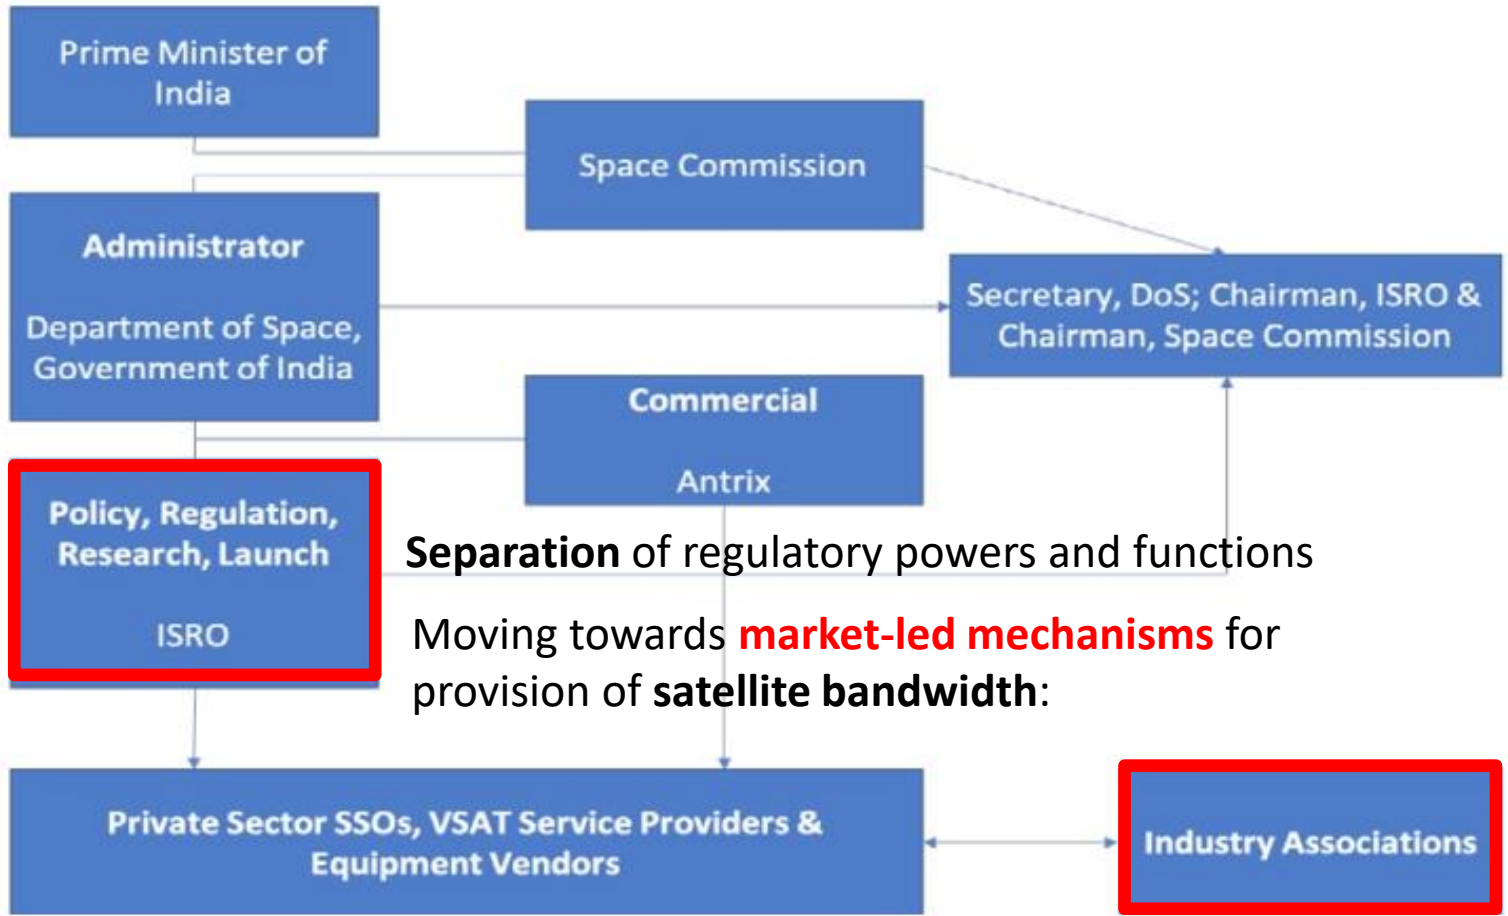 Prime Minister of
India
Space Commission
Administrator
Department of Space,
Government of India
Secretary, DoS; Chairman, ISRO &
Chairman, Space Commission
Commercial
Antrix
Policy, Regulation,
Research, Launch
ISRO
Separation of regulatory powers and functions
Moving towards market-led mechanisms for
provision of satellite bandwidth:
Private Sector SSOs, VSAT Service Providers &
Equipment Vendors
Industry Associations